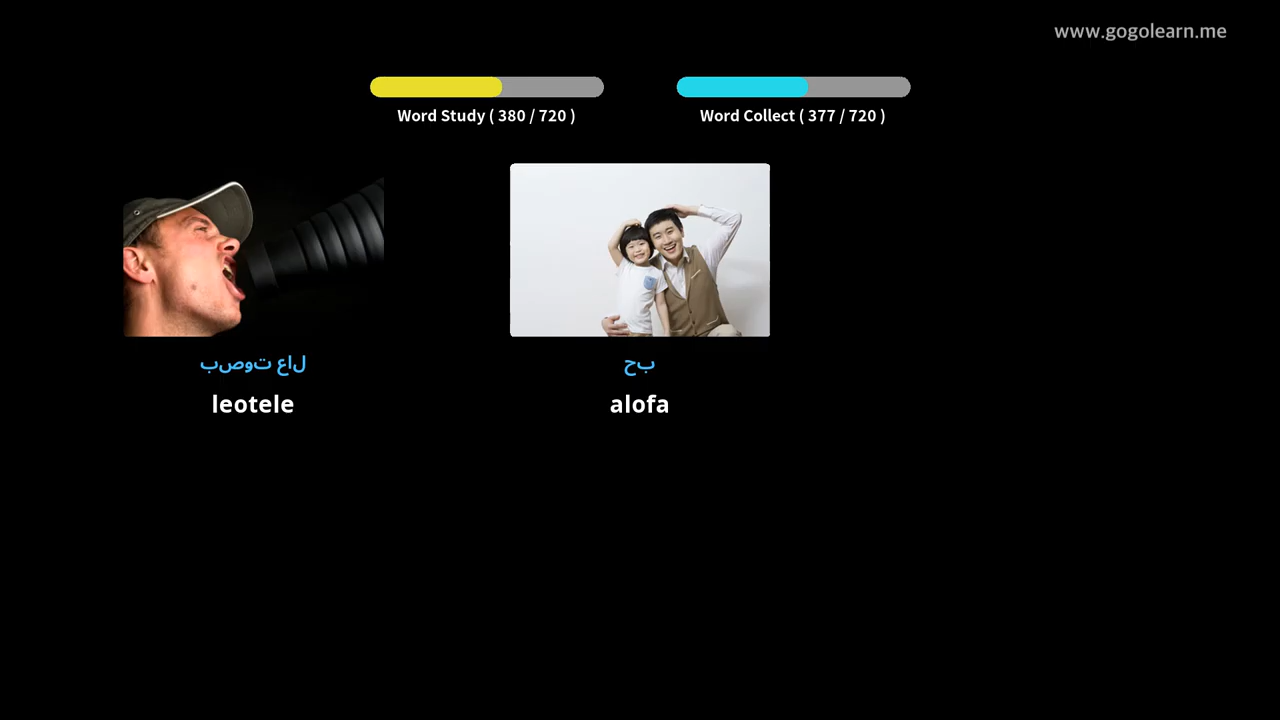 www.gogolearn.me
Word Study ( 380 / 720 )
Word Collect ( 377 / 720 )
بصوت عال
leotele
حب
alofa